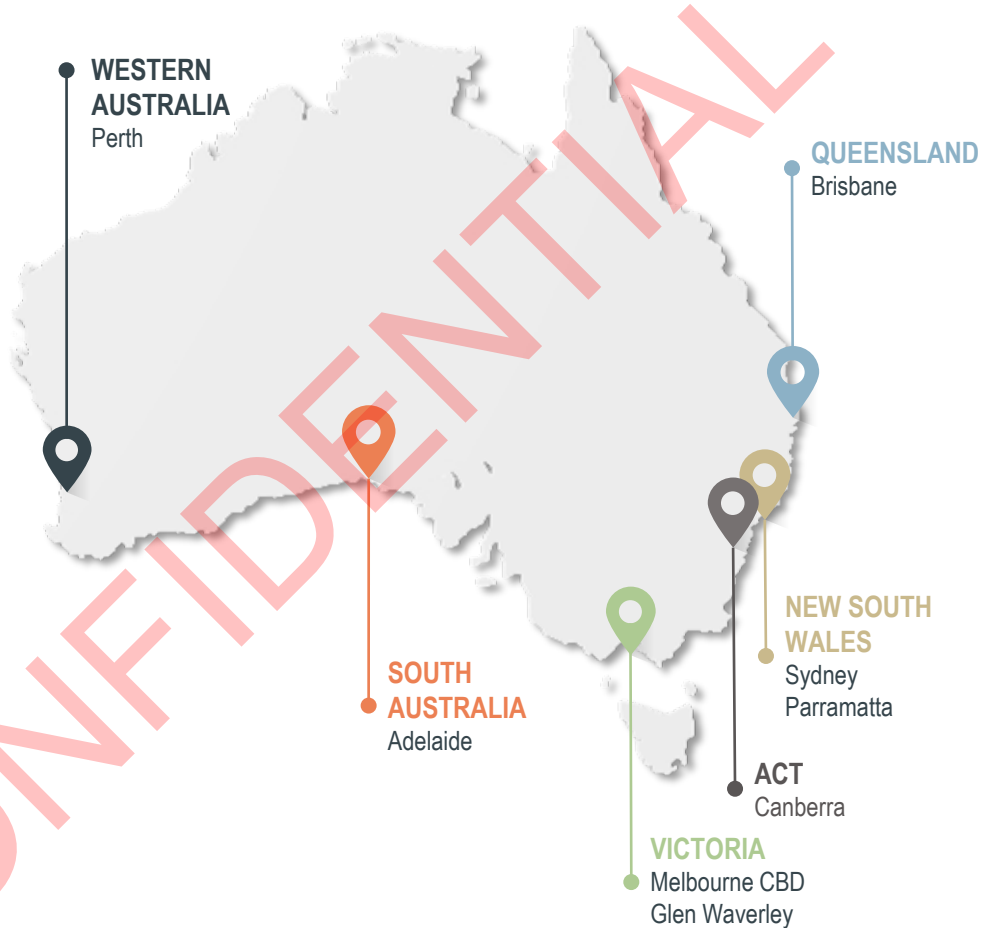 WESTERN
AUSTRALIA
Perth
QUEENSLAND
Brisbane
NEW SOUTH
WALES
Sydney
Parramatta
SOUTH
AUSTRALIA
Adelaide
ACT
Canberra
VICTORIA
Melbourne CBD
Glen Waverley
ONFIDENTIAL